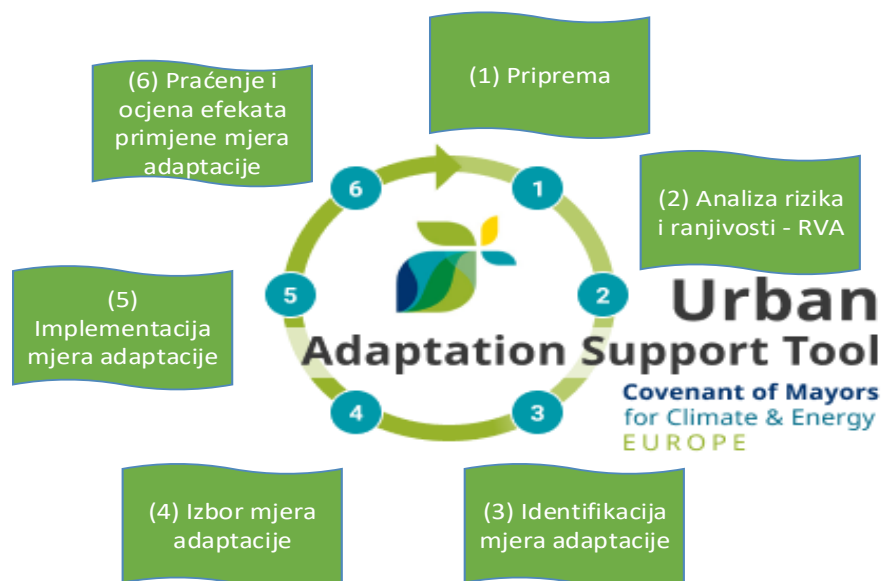 (1) Priprema
(2) Analiza rizika
i ranjivosti - RVA
(3) Identifikacija
mjera adaptacije
(4) Izbor mjera
adaptacije
(5)
Implementacija
mjera adaptacije
(6) Praćenje i
ocjena efekata
primjene mjera
adaptacije
1
2
3
4
5
6
Urban
Adaptation Support Tool
Covenant of Mayors
for Climate & Energy
EUROPE